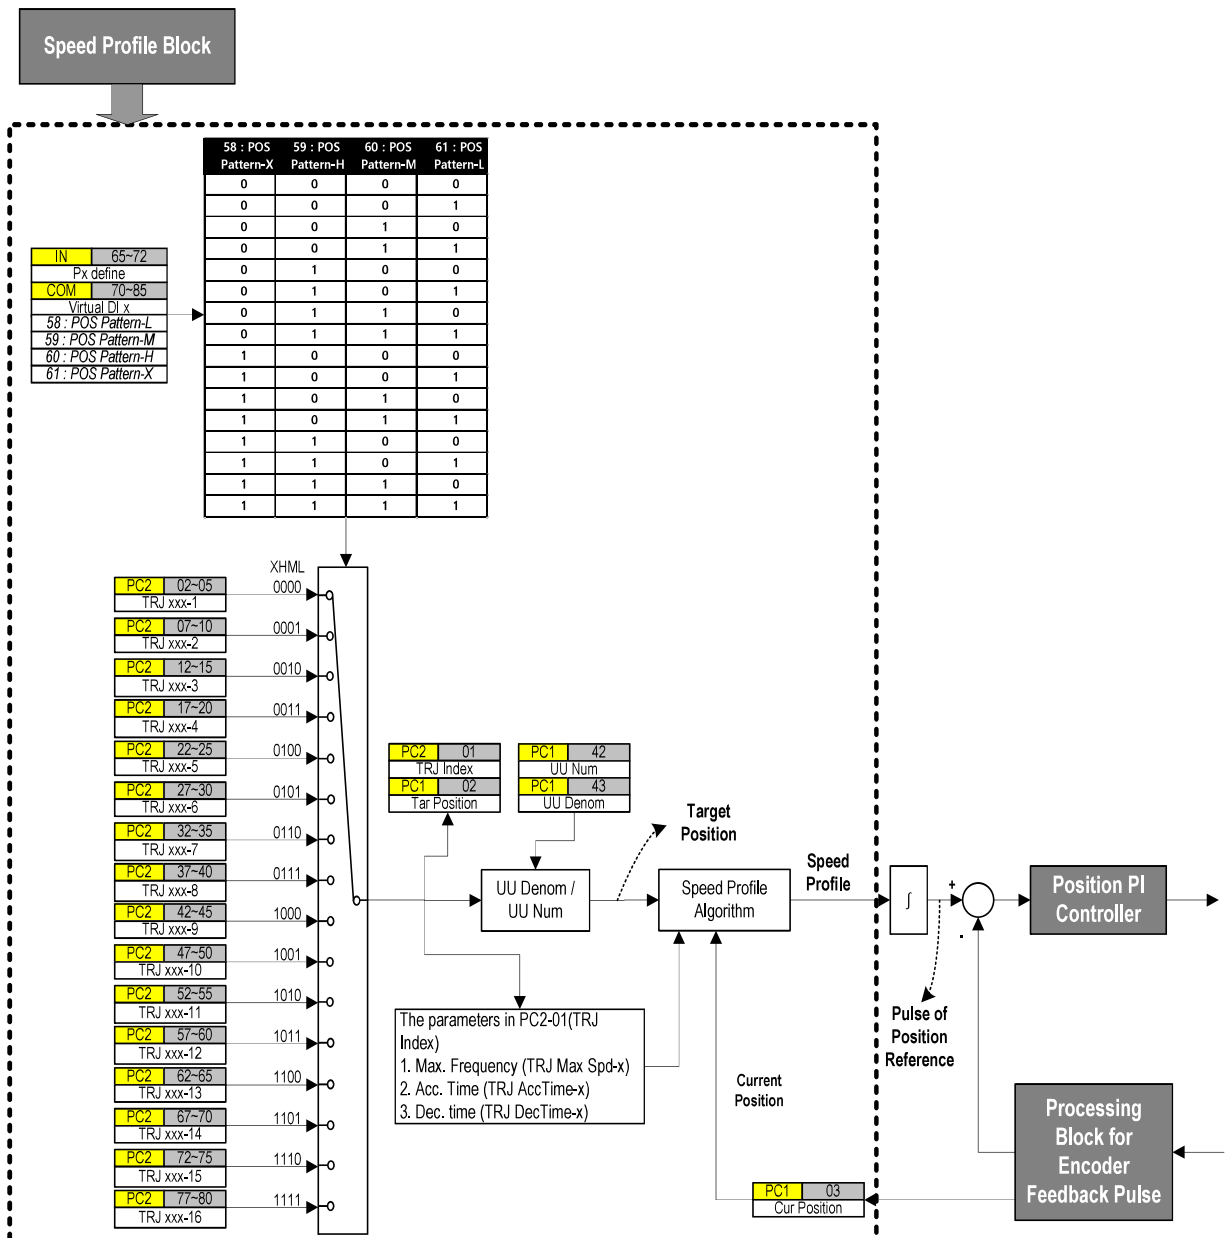 Speed Profile Block
58 : POS Pattern-X 59 : POS Pattern-H 60 : POS Pattern-M 61 : POS Pattern-L
0 0 0 0
0 0 0 1
0 0 1 0
0 0 1 1
0 1 0 0
0 1 0 1
0 1 1 0
0 1 1 1
1 0 0 0
1 0 0 1
1 0 1 0
1 0 1 1
1 1 0 0
1 1 0 1
1 1 1 0
1 1 1 1
IN 65~72
Px define
COM 70~85
Virtual DI x
58 : POS Pattern-L
59 : POS Pattern-M
60 : POS Pattern-H
61 : POS Pattern-X
XHML
PC2 02~05 0000
TRJ xxx-1
PC2 07~10 0001
TRJ xxx-2
PC2 12~15 0010
TRJ xxx-3
PC2 17~20 0011
TRJ xxx-4
PC2 22~25 0100
TRJ xxx-5
PC2 27~30 0101
TRJ xxx-6
PC2 32~35 0110
TRJ xxx-7
PC2 37~40 0111
TRJ xxx-8
PC2 42~45 1000
TRJ xxx-9
PC2 47~50 1001
TRJ xxx-10
PC2 52~55 1010
TRJ xxx-11
PC2 57~60 1011
TRJ xxx-12
PC2 62~65 1100
TRJ xxx-13
PC2 67~70 1101
TRJ xxx-14
PC2 72~75 1110
TRJ xxx-15
PC2 77~80 1111
TRJ xxx-16
PC2 01
TRJ Index
PC1 02
Tar Position
PC1 42
UU Num
PC1 43
UU Denom
UU Denom /
UU Num
Target
Position
Speed Profile
Algorithm
Speed
Profile
∫
+
-
Position PI
Controller
Pulse of
Position
Reference
The parameters in PC2-01(TRJ
Index)
1. Max. Frequency (TRJ Max Spd-x)
2. Acc. Time (TRJ AccTime-x)
3. Dec. time (TRJ DecTime-x)
Current
Position
PC1 03
Cur Position
Processing
Block for
Encoder
Feedback Pulse